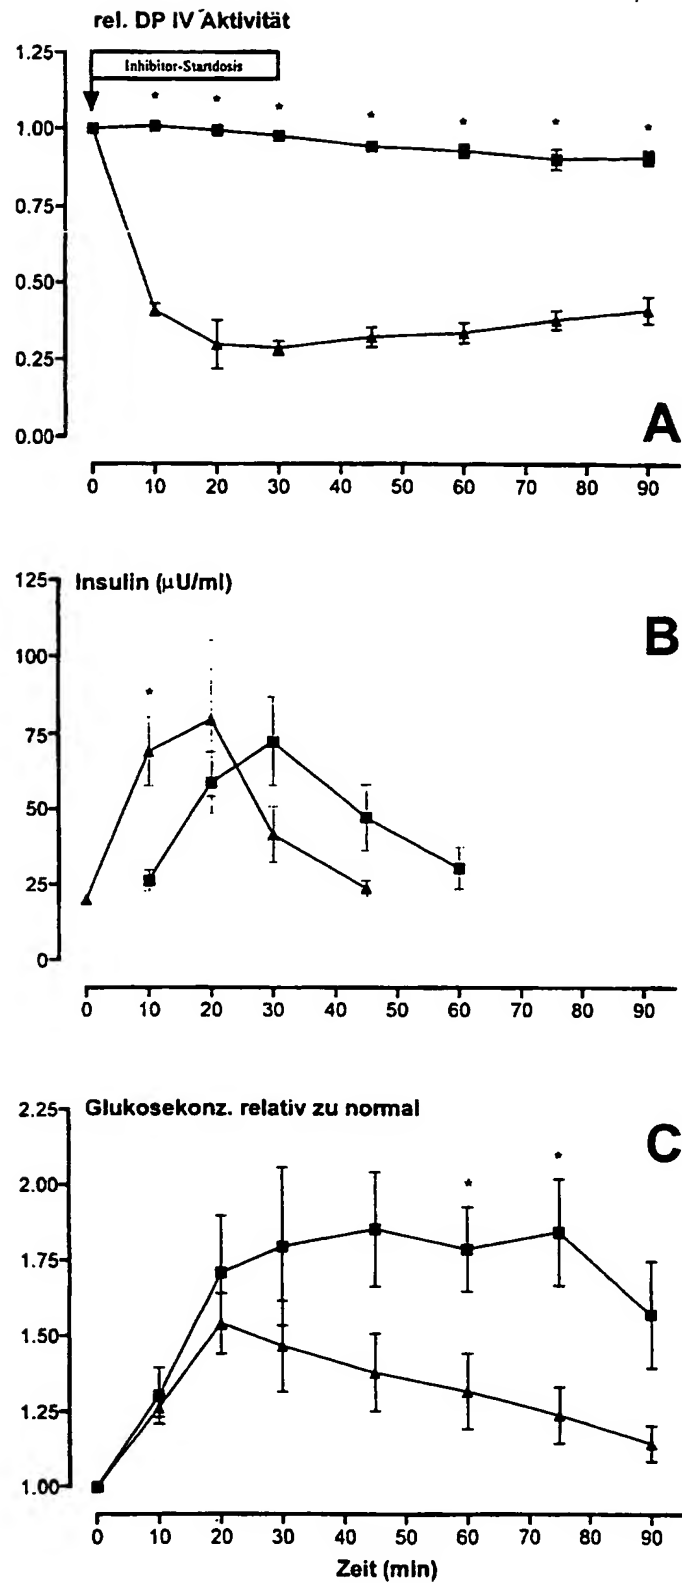 rel. DP IV Aktivität
1.25
Inhibitor-Startdosis
* * * * * * *
1.00
0.75
0.50
0.25
0.00
A
0 10 20 30 40 50 60 70 80 90
125 Insulin (µU/ml)
B
100
*
75
50
25
0
0 10 20 30 40 50 60 70 80 90
2.25 Glukosekonz. relativ zu normal
C
* *
2.00
1.75
1.50
1.25
1.00
0 10 20 30 40 50 60 70 80 90
Zeit (min)